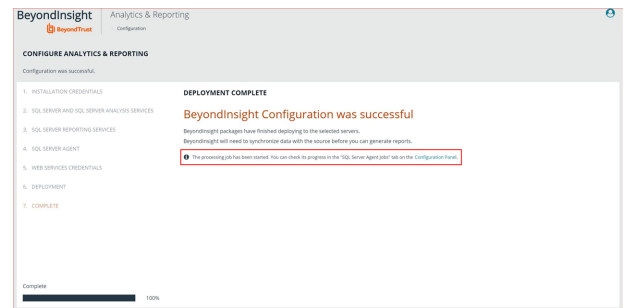 BeyondInsight
BeyondTrust
Analytics & Reporting
Configuration
CONFIGURE ANALYTICS & REPORTING
Configuration was successful.
1. INSTALLATION CREDENTIALS
2. SQL SERVER AND SQL SERVER ANALYSIS SERVICES
3. SQL SERVER REPORTING SERVICES
4. SQL SERVER AGENT
5. WEB SERVICES CREDENTIALS
6. DEPLOYMENT
7. COMPLETE
DEPLOYMENT COMPLETE
BeyondInsight Configuration was successful
BeyondInsight packages have finished deploying to the selected servers.
BeyondInsight will need to synchronize data with the source before you can generate reports.
The processing job has been started. You can check its progress in the "SQL Server Agent Jobs" tab on the Configuration Panel.
Complete
100%